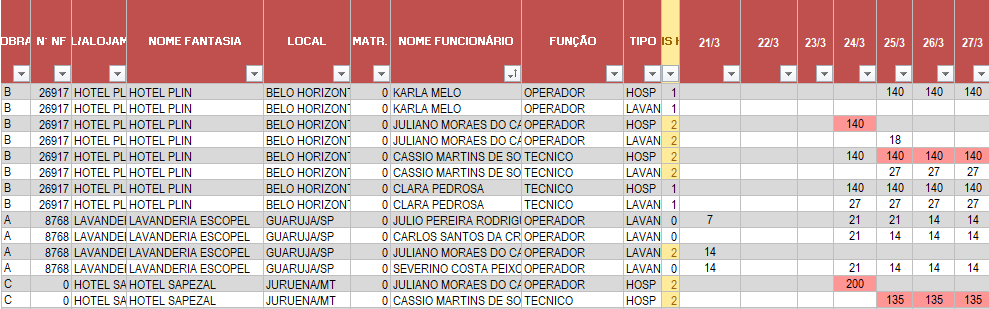 OBRA N° NF L/ALOJAM NOME FANTASIA LOCAL MATR. NOME FUNCIONÁRIO FUNÇÃO TIPO IS H 21/3 22/3 23/3 24/3 25/3 26/3 27/3
B 26917 HOTEL PL HOTEL PLIN BELO HORIZONT 0 KARLA MELO OPERADOR HOSP 1 140 140 140
B 26917 HOTEL PL HOTEL PLIN BELO HORIZONT 0 KARLA MELO OPERADOR LAVAN 1
B 26917 HOTEL PL HOTEL PLIN BELO HORIZONT 0 JULIANO MORAES DO CA OPERADOR HOSP 2 140
B 26917 HOTEL PL HOTEL PLIN BELO HORIZONT 0 JULIANO MORAES DO CA OPERADOR LAVAN 2 18
B 26917 HOTEL PL HOTEL PLIN BELO HORIZONT 0 CASSIO MARTINS DE SO TECNICO HOSP 2 140 140 140 140
B 26917 HOTEL PL HOTEL PLIN BELO HORIZONT 0 CASSIO MARTINS DE SO TECNICO LAVAN 2 27 27 27
B 26917 HOTEL PL HOTEL PLIN BELO HORIZONT 0 CLARA PEDROSA TECNICO HOSP 1 140 140 140 140
B 26917 HOTEL PL HOTEL PLIN BELO HORIZONT 0 CLARA PEDROSA TECNICO LAVAN 1 27 27 27 27
A 8768 LAVANDEI LAVANDERIA ESCOPEL GUARUJA/SP 0 JULIO PEREIRA RODRIGU OPERADOR LAVAN 0 7 21 21 14 14
A 8768 LAVANDEI LAVANDERIA ESCOPEL GUARUJA/SP 0 CARLOS SANTOS DA CR OPERADOR LAVAN 0 21 14 14 14
A 8768 LAVANDEI LAVANDERIA ESCOPEL GUARUJA/SP 0 JULIANO MORAES DO CA OPERADOR LAVAN 2 14
A 8768 LAVANDEI LAVANDERIA ESCOPEL GUARUJA/SP 0 SEVERINO COSTA PEIXO OPERADOR LAVAN 0 14 21 14 14 14
C 0 HOTEL SA HOTEL SAPEZAL JURUENA/MT 0 JULIANO MORAES DO CA OPERADOR HOSP 2 200
C 0 HOTEL SA HOTEL SAPEZAL JURUENA/MT 0 CASSIO MARTINS DE SO TECNICO HOSP 2 135 135 135